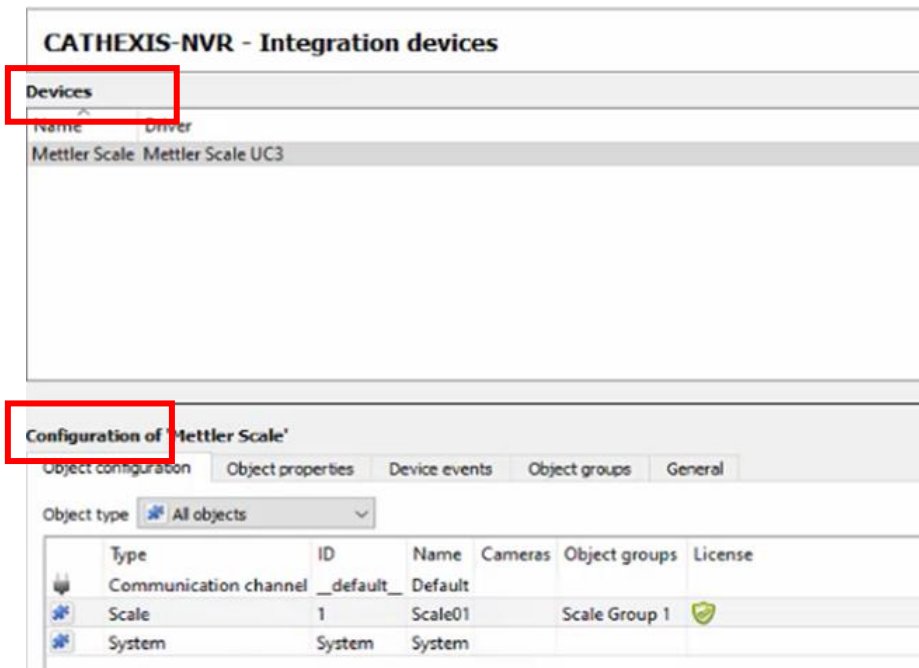 CATHEXIS-NVR - Integration devices
Devices
Name Driver
Mettler Scale Mettler Scale UC3
Configuration of 'Mettler Scale'
Object configuration Object properties Device events Object groups General
Object type All objects
Type ID Name Cameras Object groups License
Communication channel __default__ Default
Scale 1 Scale01 Scale Group 1
System System System